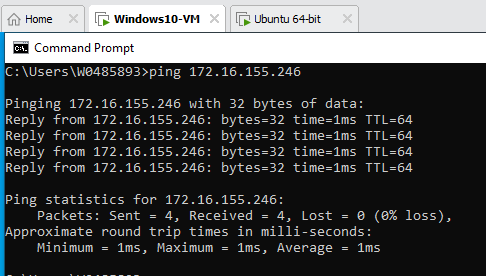 Home Windows10-VM Ubuntu 64-bit
Command Prompt
C:\Users\W0485893>ping 172.16.155.246
Pinging 172.16.155.246 with 32 bytes of data:
Reply from 172.16.155.246: bytes=32 time=1ms TTL=64
Reply from 172.16.155.246: bytes=32 time=1ms TTL=64
Reply from 172.16.155.246: bytes=32 time=1ms TTL=64
Reply from 172.16.155.246: bytes=32 time=1ms TTL=64
Ping statistics for 172.16.155.246:
Packets: Sent = 4, Received = 4, Lost = 0 (0% loss),
Approximate round trip times in milli-seconds:
Minimum = 1ms, Maximum = 1ms, Average = 1ms